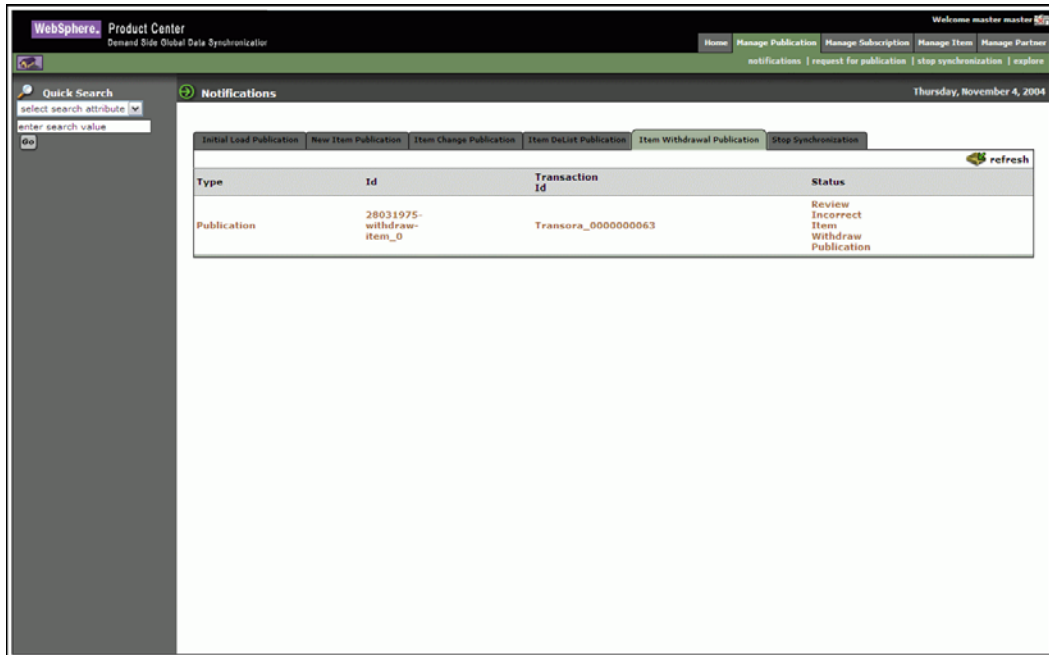 Welcome master master
WebSphere. Product Center
Demand Side Global Data Synchronization
Home Manage Publication Manage Subscription Manage Item Manage Partner
notifications | request for publication | stop synchronization | explore
Quick Search
Notifications
Thursday, November 4, 2004
select search attribute
enter search value
Go
Initial Load Publication New Item Publication Item Change Publication Item DeList Publication Item Withdrawal Publication Stop Synchronization
refresh
Type Id Transaction Status
Id
Publication 28031975- Transora_0000000063 Review
withdraw- Incorrect
item_0 Item
Withdraw
Publication